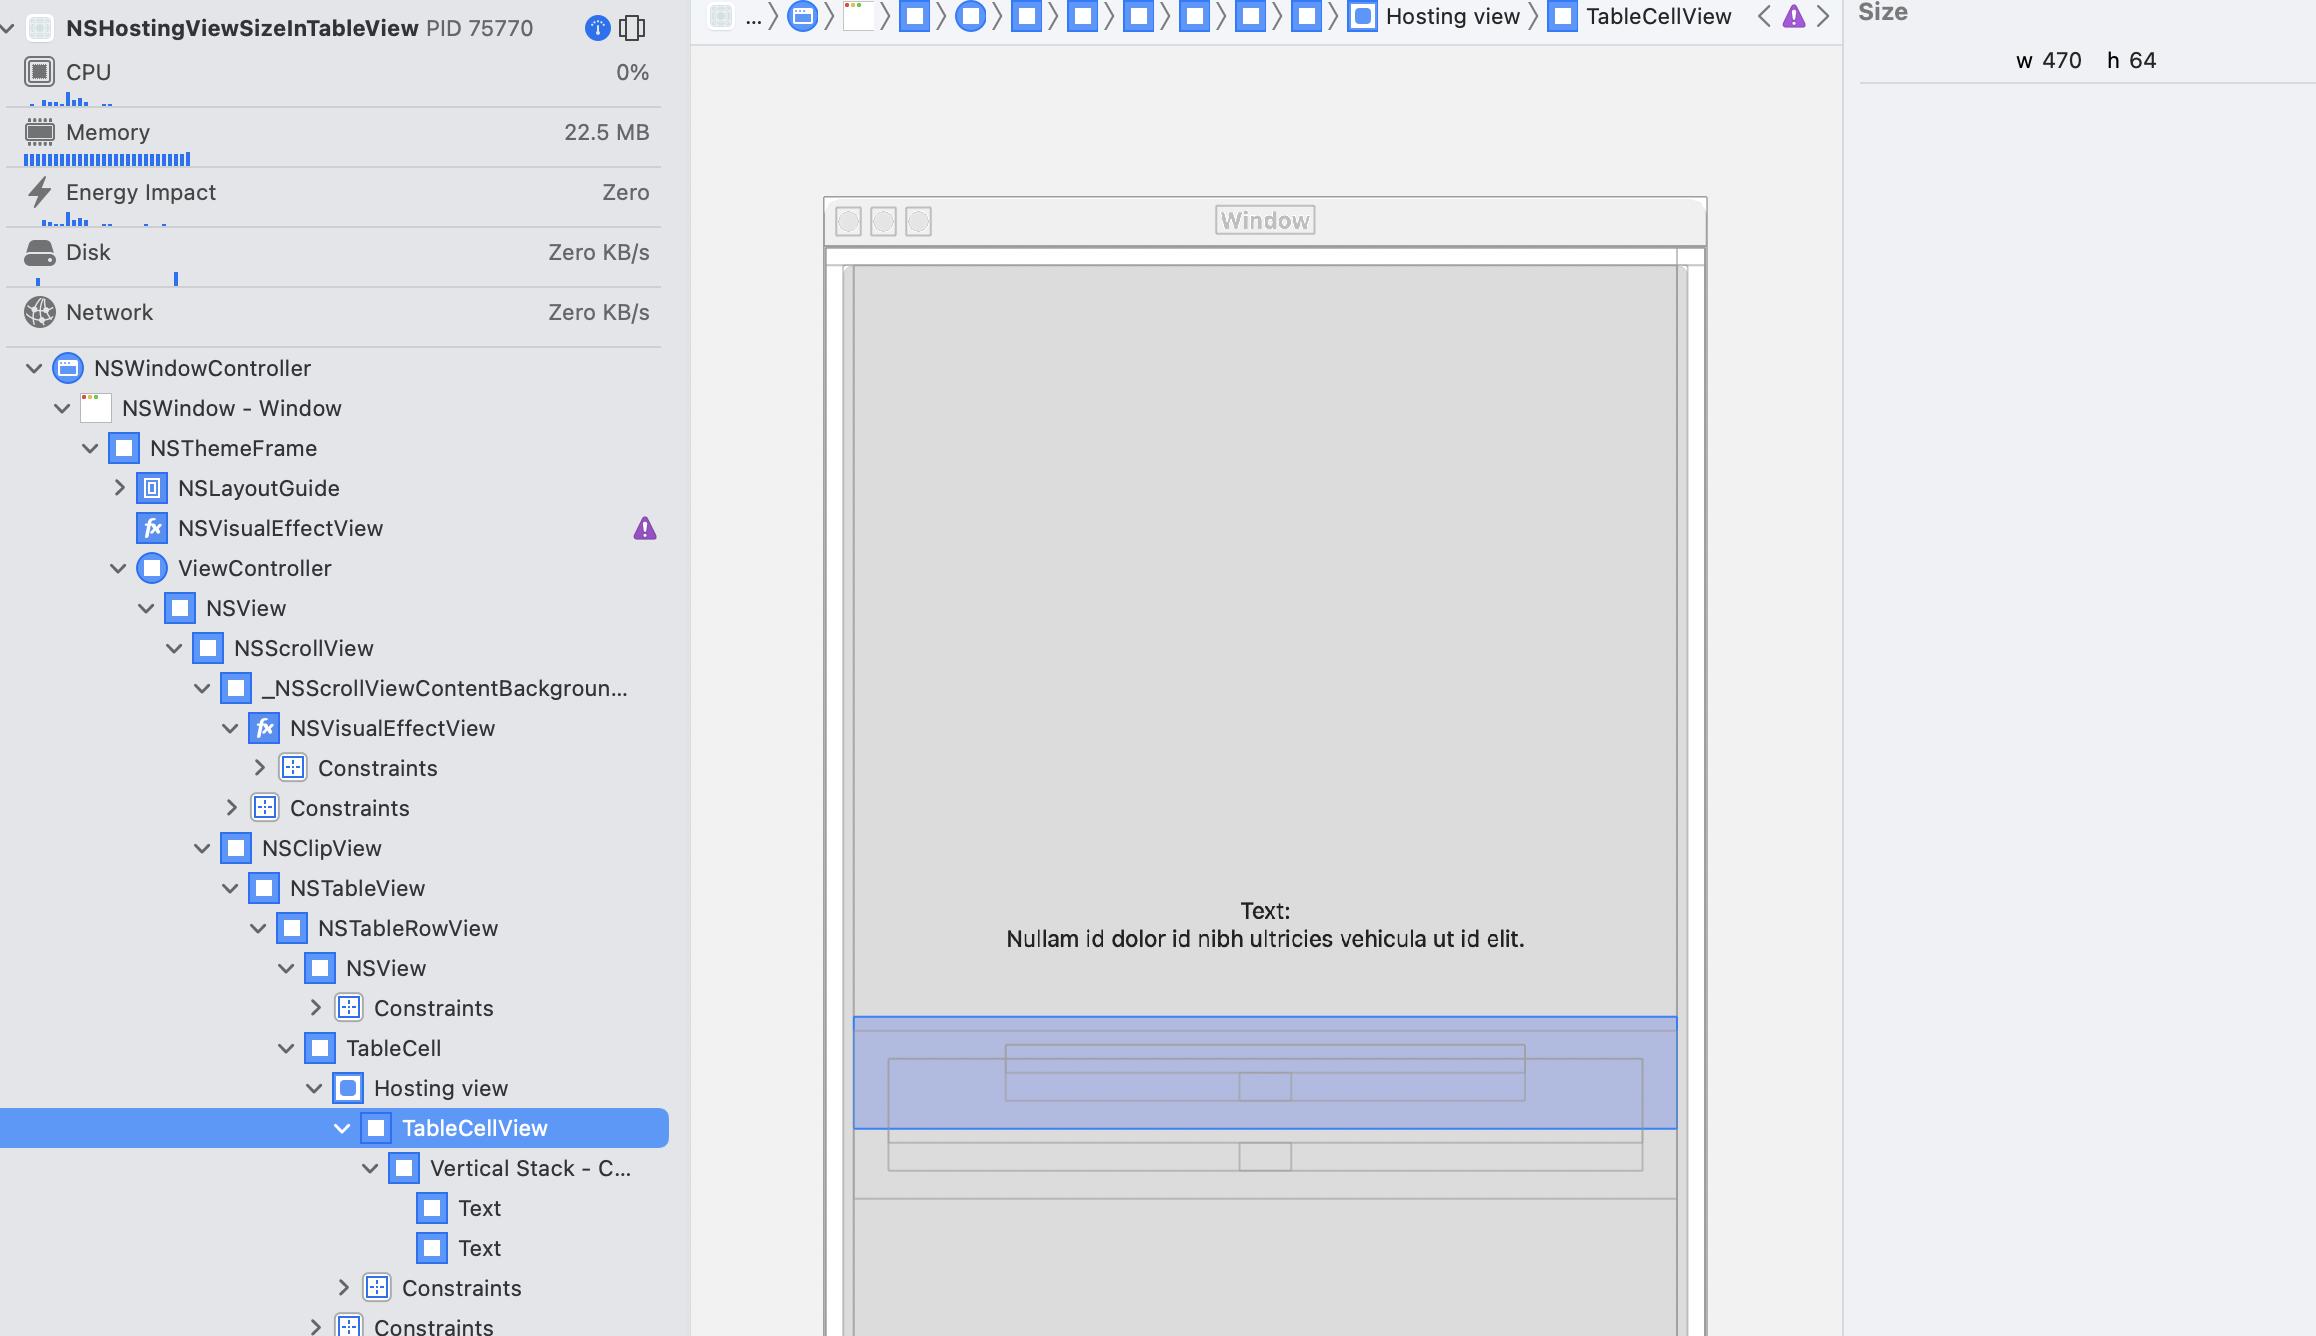 NSHostingViewSizeInTableView PID 75770
CPU 0%
Memory 22.5 MB
Energy Impact Zero
Disk Zero KB/s
Network Zero KB/s
NSWindowController
NSWindow - Window
NSThemeFrame
NSLayoutGuide
NSVisualEffectView
ViewController
NSView
NSScrollView
_NSScrollViewContentBackgroun...
NSVisualEffectView
Constraints
Constraints
NSClipView
NSTableView
NSTableRowView
NSView
Constraints
TableCell
Hosting view
TableCellView
Vertical Stack - C...
Text
Text
Constraints
Constraints
... Hosting view TableCellView
Window
Text:
Nullam id dolor id nibh ultricies vehicula ut id elit.
Size
w 470 h 64